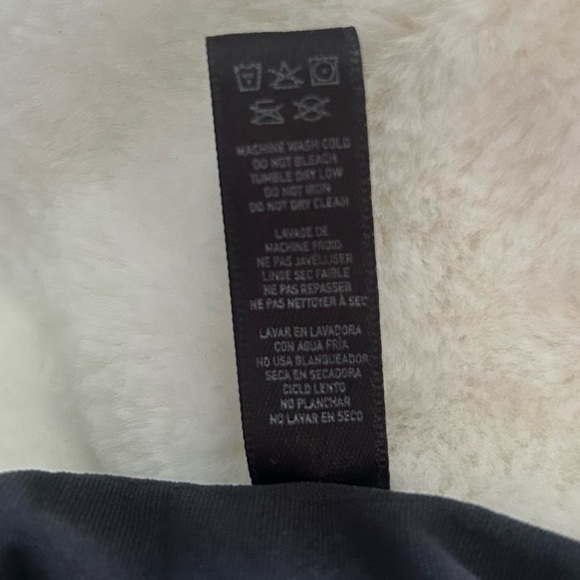 MACHINE WASH COLD
DO NOT BLEACH
TUMBLE DRY LOW
DO NOT IRON
DO NOT DRY CLEAN
LAVAGE DE
MACHINE FROID
NE PAS JAVELLISER
LINGE SEC FAIBLE
NE PAS REPASSER
NE PAS NETTOYER À SEC
LAVAR EN LAVADORA
CON AGUA FRÍA
NO USA BLANQUEADOR
SECA EN SECADORA
CICLO LENTO
NO PLANCHAR
NO LAVAR EN SECO